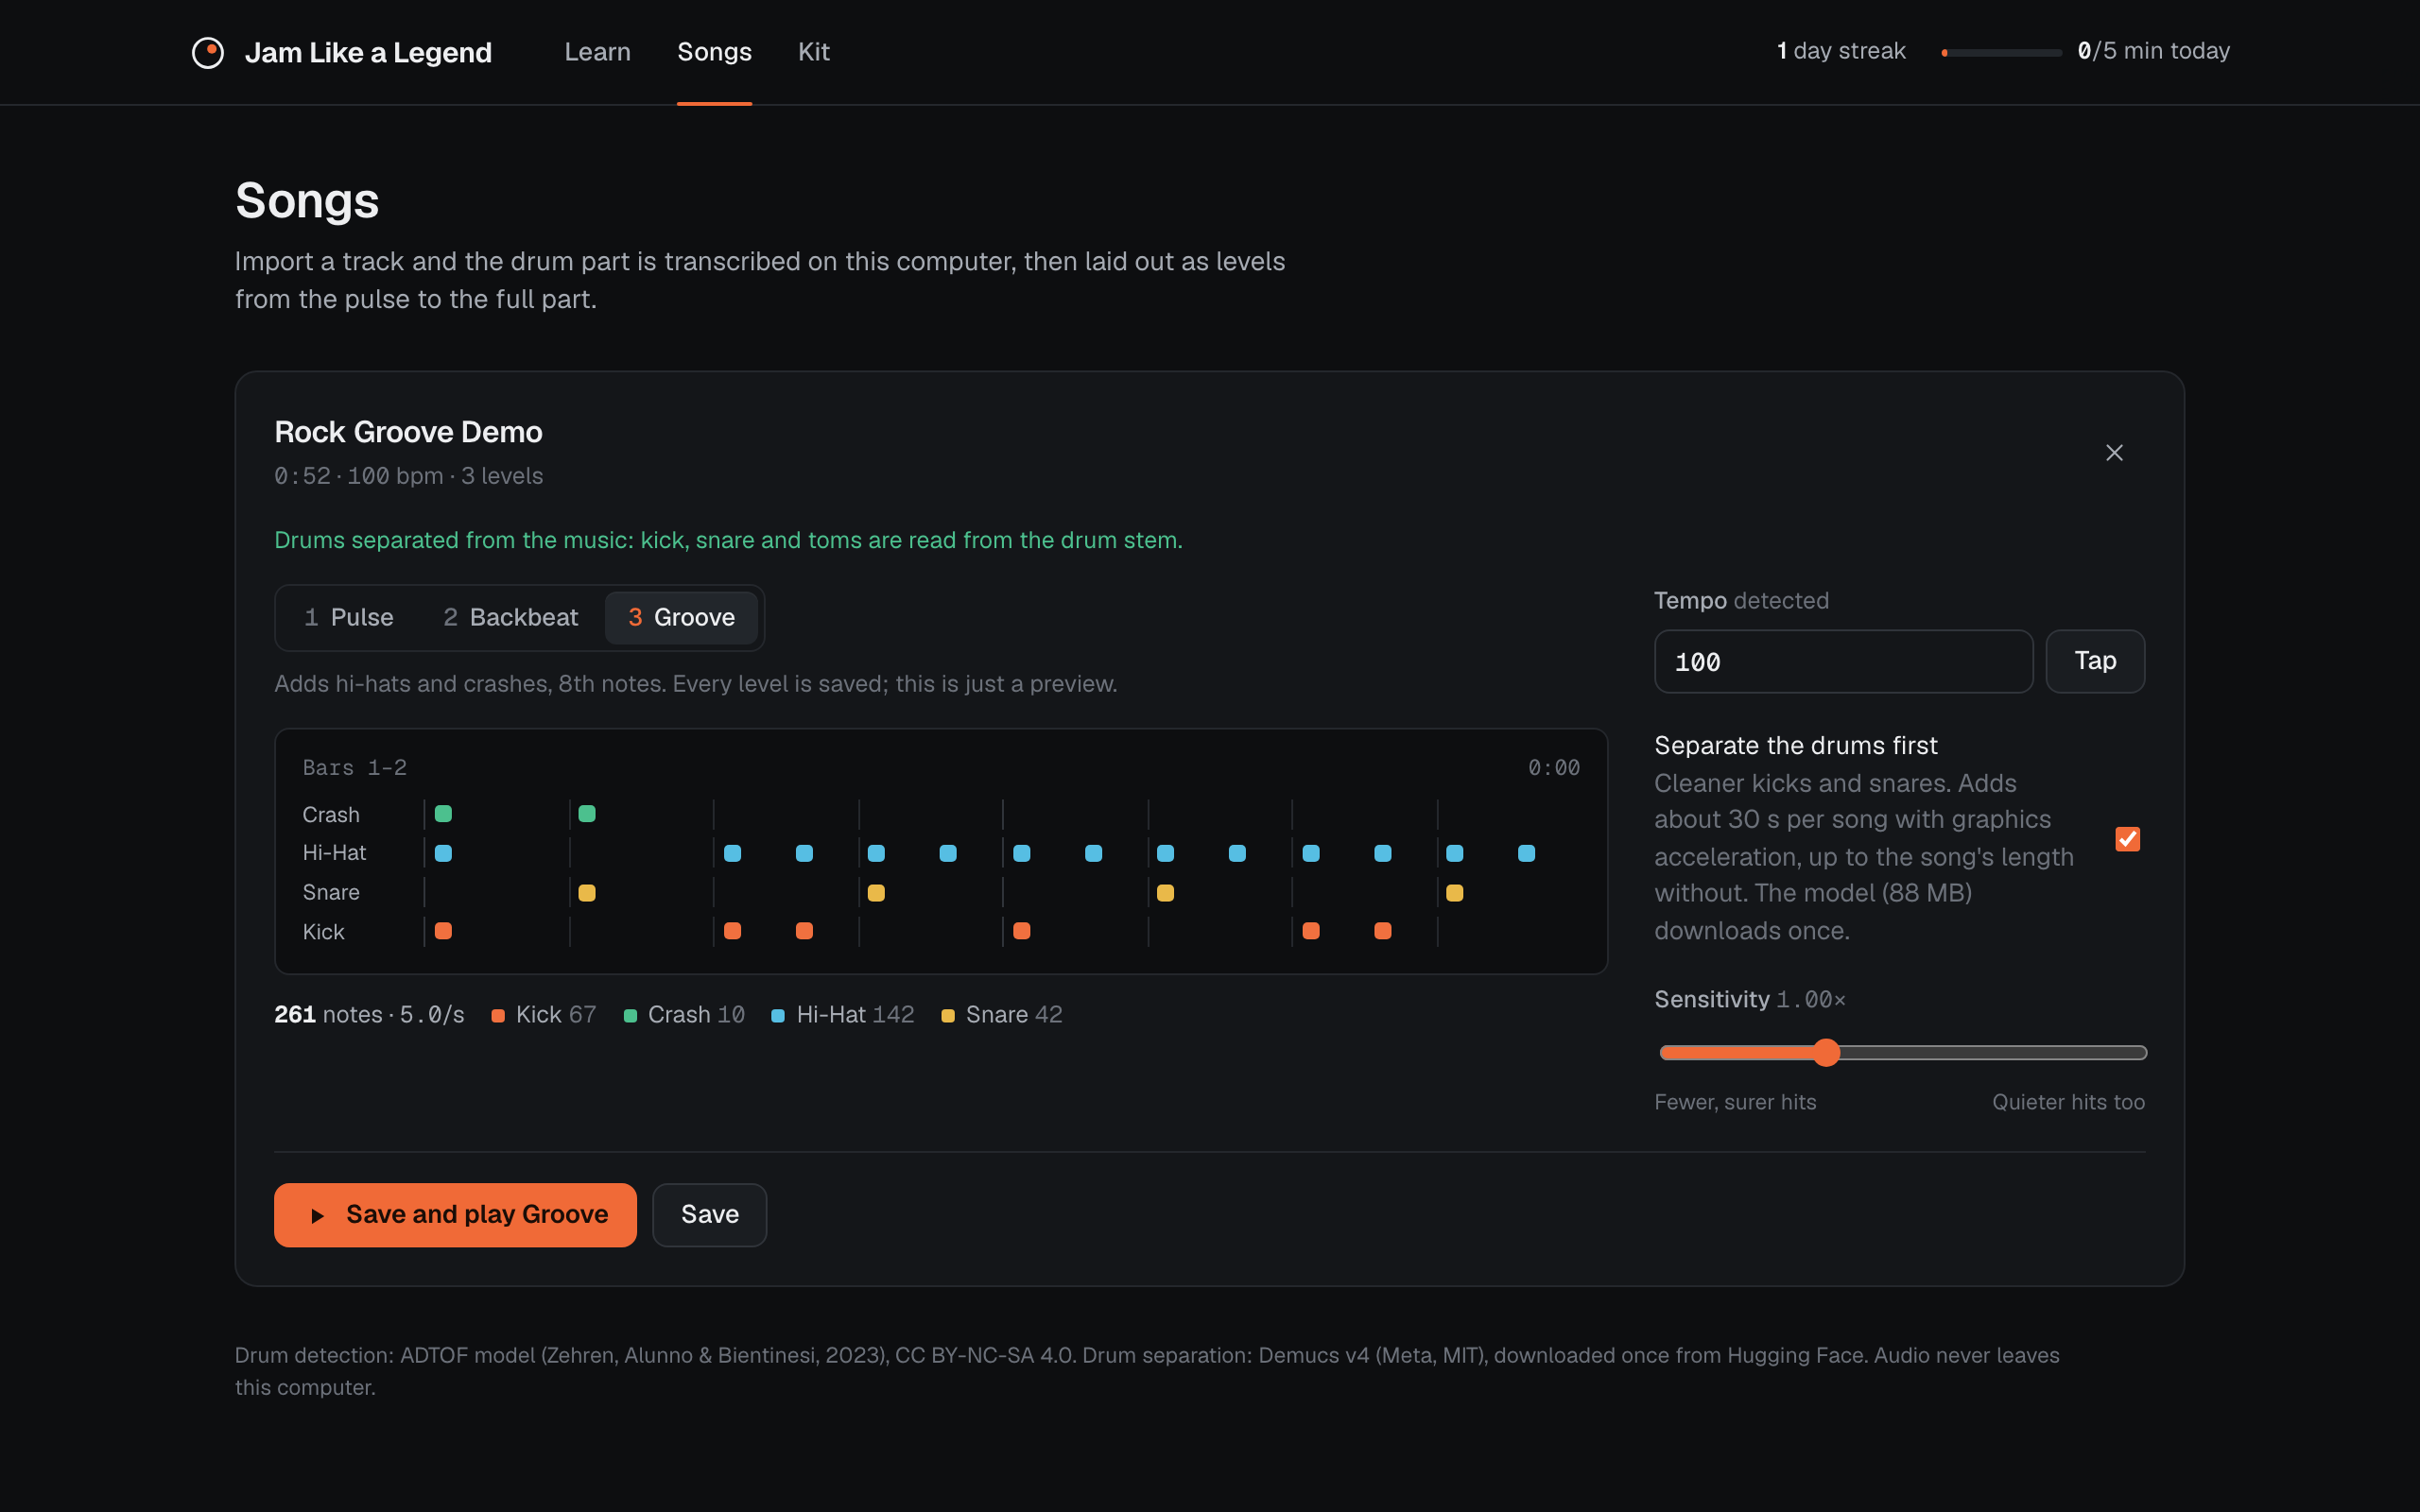 Jam Like a Legend Learn Songs Kit 1 day streak 0/5 min today
Songs
Import a track and the drum part is transcribed on this computer, then laid out as levels
from the pulse to the full part.
Rock Groove Demo
0:52 · 100 bpm · 3 levels
Drums separated from the music: kick, snare and toms are read from the drum stem.
1 Pulse 2 Backbeat 3 Groove
Adds hi-hats and crashes, 8th notes. Every level is saved; this is just a preview.
Bars 1–2 0:00
Crash
Hi-Hat
Snare
Kick
261 notes · 5.0/s Kick 67 Crash 10 Hi-Hat 142 Snare 42
Tempo detected
100 Tap
Separate the drums first
Cleaner kicks and snares. Adds
about 30 s per song with graphics
acceleration, up to the song's length
without. The model (88 MB)
downloads once.
Sensitivity 1.00×
Fewer, surer hits Quieter hits too
Save and play Groove Save
Drum detection: ADTOF model (Zehren, Alunno & Bientinesi, 2023), CC BY-NC-SA 4.0. Drum separation: Demucs v4 (Meta, MIT), downloaded once from Hugging Face. Audio never leaves
this computer.